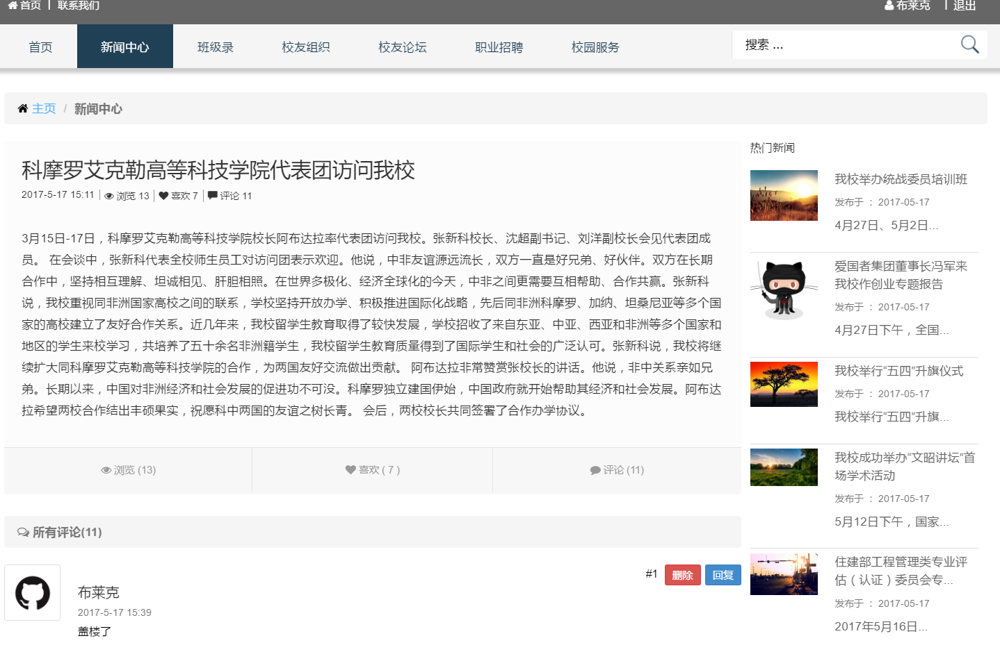 首页 | 联系我们
布莱克 | 退出
首页 新闻中心 班级录 校友组织 校友论坛 职业招聘 校园服务
搜索 ...
主页 / 新闻中心
科摩罗艾克勒高等科技学院代表团访问我校
2017-5-17 15:11 浏览 13 喜欢 7 评论 11
3月15日-17日，科摩罗艾克勒高等科技学院校长阿布达拉率代表团访问我校。张新科校长、沈超副书记、刘洋副校长会见代表团成
员。 在会谈中，张新科代表全校师生员工对访问团表示欢迎。他说，中非友谊源远流长，双方一直是好兄弟、好伙伴。双方在长期
合作中，坚持相互理解、坦诚相见、肝胆相照。在世界多极化、经济全球化的今天，中非之间更需要互相帮助、合作共赢。张新科
说，我校重视同非洲国家高校之间的联系，学校坚持开放办学、积极推进国际化战略，先后同非洲科摩罗、加纳、坦桑尼亚等多个国
家的高校建立了友好合作关系。近几年来，我校留学生教育取得了较快发展，学校招收了来自东亚、中亚、西亚和非洲等多个国家和
地区的学生来校学习，共培养了五十余名非洲籍学生，我校留学生教育质量得到了国际学生和社会的广泛认可。张新科说，我校将继
续扩大同科摩罗艾克勒高等科技学院的合作，为两国友好交流做出贡献。 阿布达拉非常赞赏张校长的讲话。他说，非中关系亲如兄
弟。长期以来，中国对非洲经济和社会发展的促进功不可没。科摩罗独立建国伊始，中国政府就开始帮助其经济和社会发展。阿布达
拉希望两校合作结出丰硕果实，祝愿科中两国的友谊之树长青。 会后，两校校长共同签署了合作办学协议。
浏览 (13) 喜欢 ( 7 ) 评论 (11)
所有评论(11)
#1 删除 回复
布莱克
2017-5-17 15:39
盖楼了
热门新闻
我校举办统战委员培训班
发布于 ： 2017-05-17
4月27日、5月2日...
爱国者集团董事长冯军来
我校作创业专题报告
发布于 ： 2017-05-17
4月27日下午，全国...
我校举行“五四”升旗仪式
发布于 ： 2017-05-17
我校举行“五四”升旗...
我校成功举办“文昭讲坛”首
场学术活动
发布于 ： 2017-05-17
5月12日下午，国家...
住建部工程管理类专业评
估（认证）委员会专...
发布于 ： 2017-05-17
2017年5月16日...